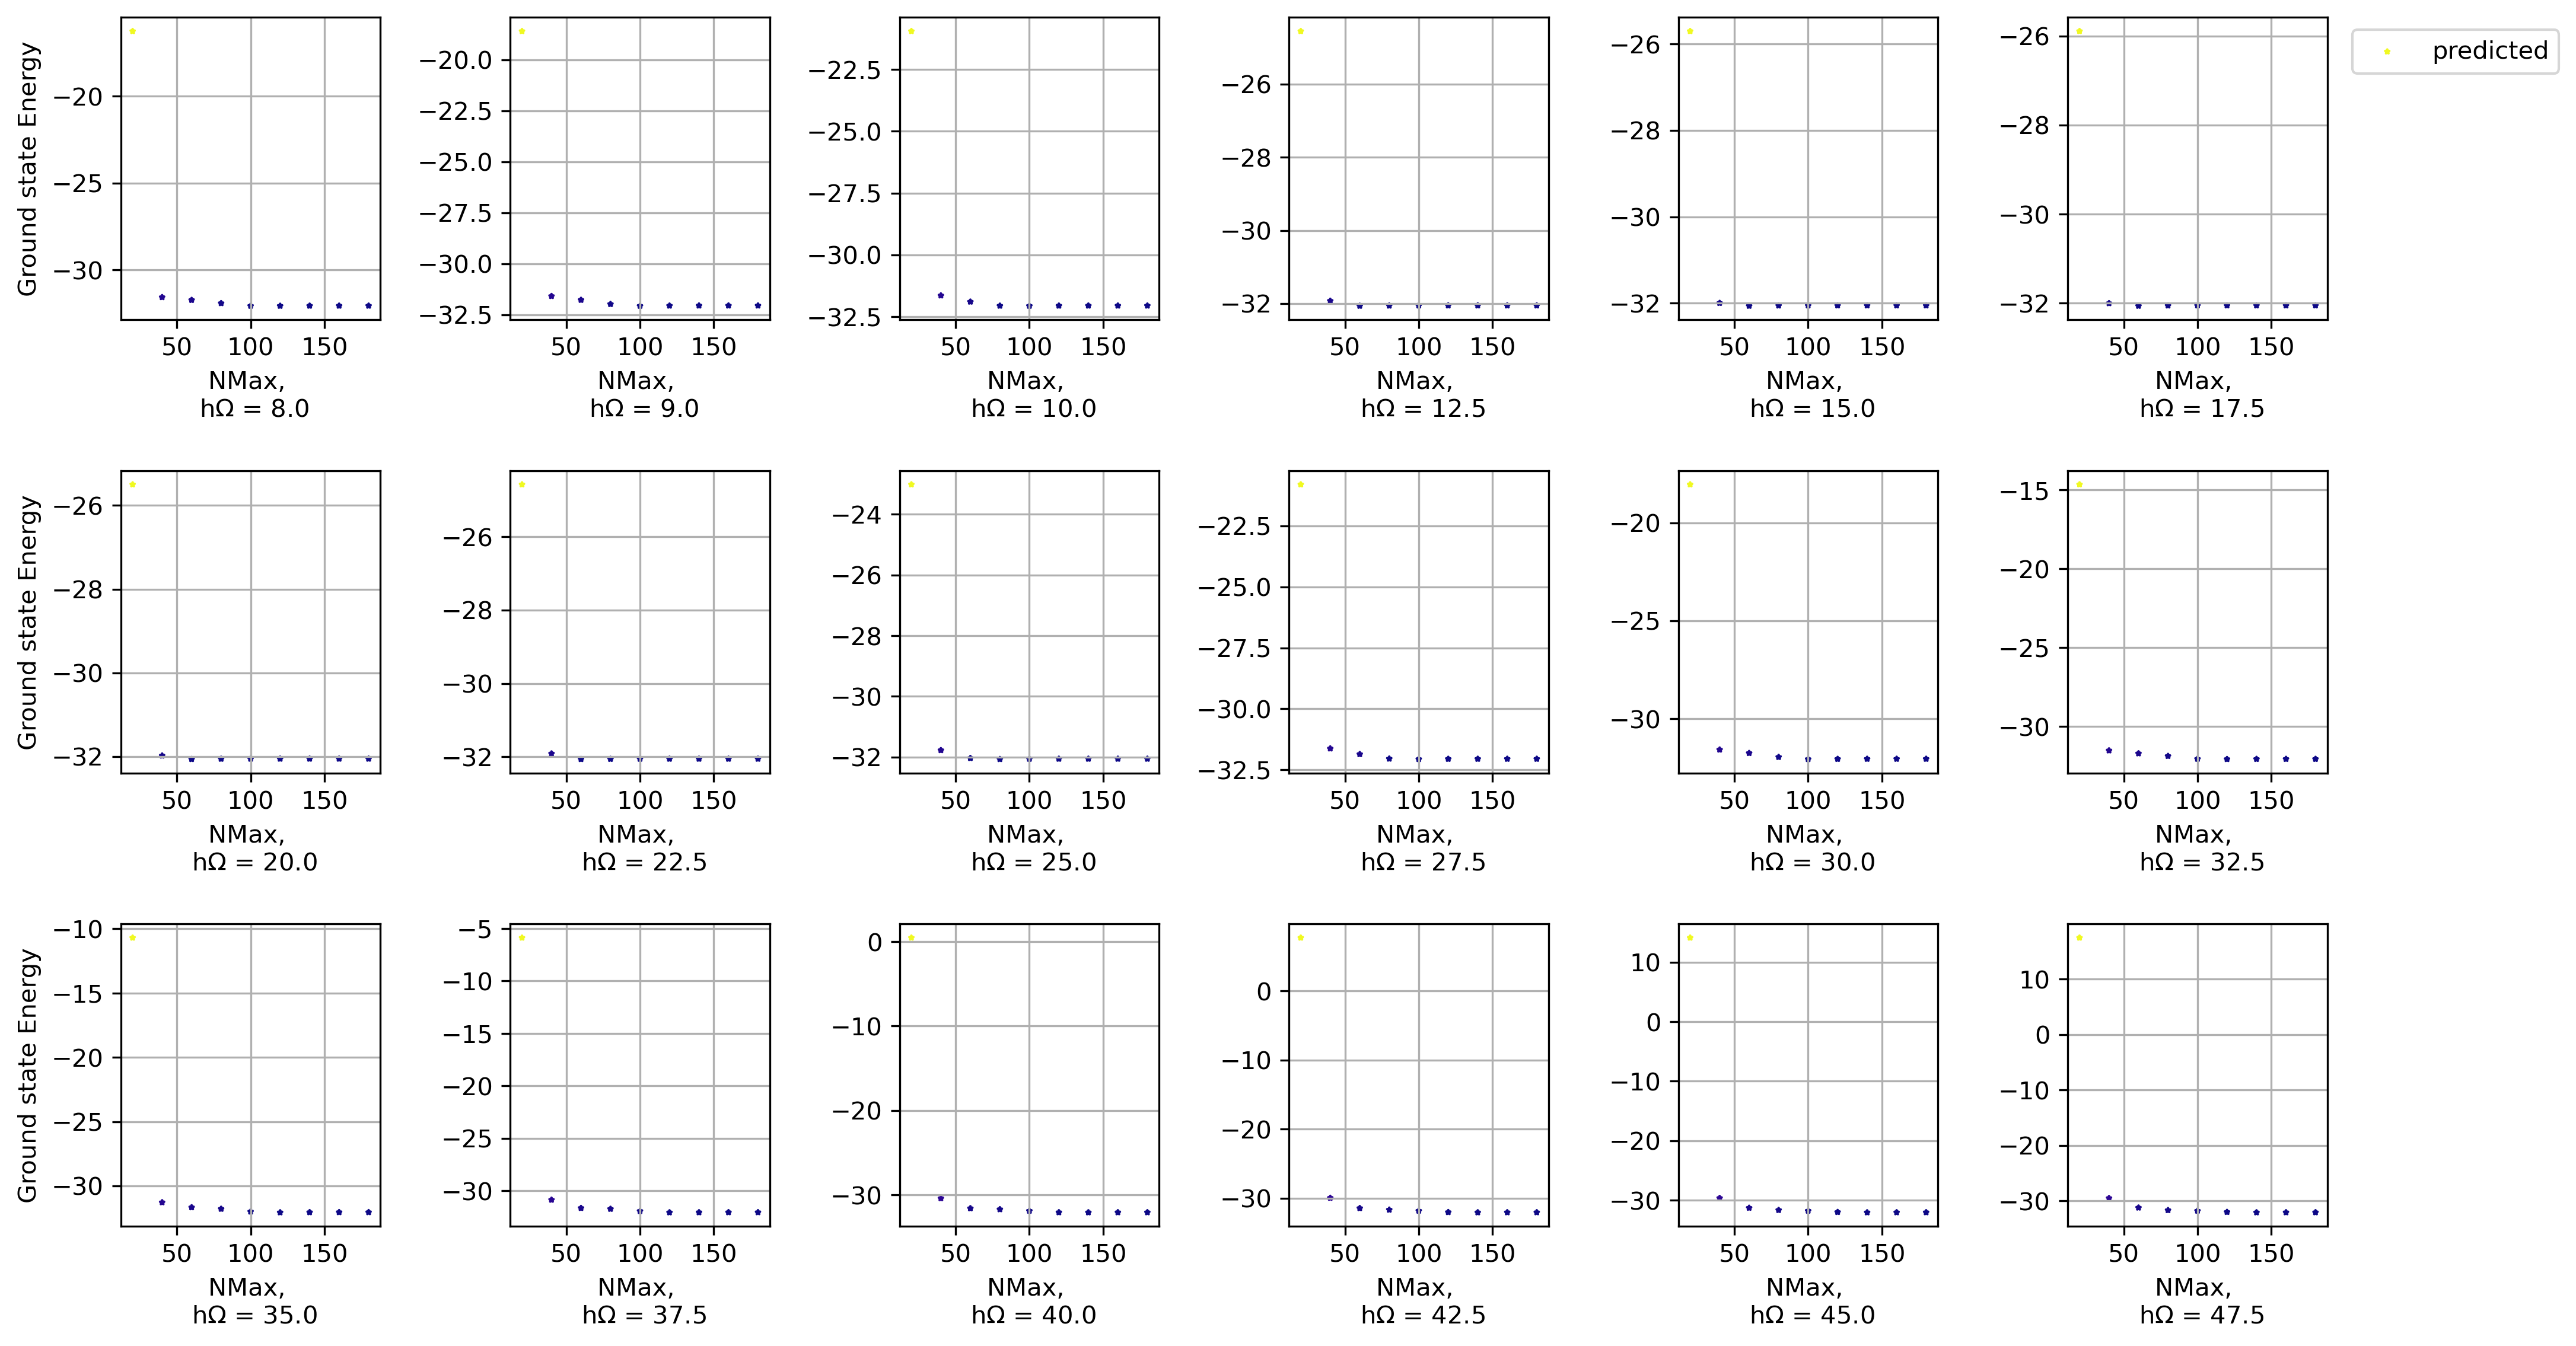 Ground state Energy
−20
−25
−30
50 100 150
NMax,
hΩ = 8.0
−20.0
−22.5
−25.0
−27.5
−30.0
−32.5
50 100 150
NMax,
hΩ = 9.0
−22.5
−25.0
−27.5
−30.0
−32.5
50 100 150
NMax,
hΩ = 10.0
−26
−28
−30
−32
50 100 150
NMax,
hΩ = 12.5
−26
−28
−30
−32
50 100 150
NMax,
hΩ = 15.0
−26
−28
−30
−32
50 100 150
NMax,
hΩ = 17.5
predicted
Ground state Energy
−26
−28
−30
−32
50 100 150
NMax,
hΩ = 20.0
−26
−28
−30
−32
50 100 150
NMax,
hΩ = 22.5
−24
−26
−28
−30
−32
50 100 150
NMax,
hΩ = 25.0
−22.5
−25.0
−27.5
−30.0
−32.5
50 100 150
NMax,
hΩ = 27.5
−20
−25
−30
50 100 150
NMax,
hΩ = 30.0
−15
−20
−25
−30
50 100 150
NMax,
hΩ = 32.5
Ground state Energy
−10
−15
−20
−25
−30
50 100 150
NMax,
hΩ = 35.0
−5
−10
−15
−20
−25
−30
50 100 150
NMax,
hΩ = 37.5
0
−10
−20
−30
50 100 150
NMax,
hΩ = 40.0
0
−10
−20
−30
50 100 150
NMax,
hΩ = 42.5
10
0
−10
−20
−30
50 100 150
NMax,
hΩ = 45.0
10
0
−10
−20
−30
50 100 150
NMax,
hΩ = 47.5